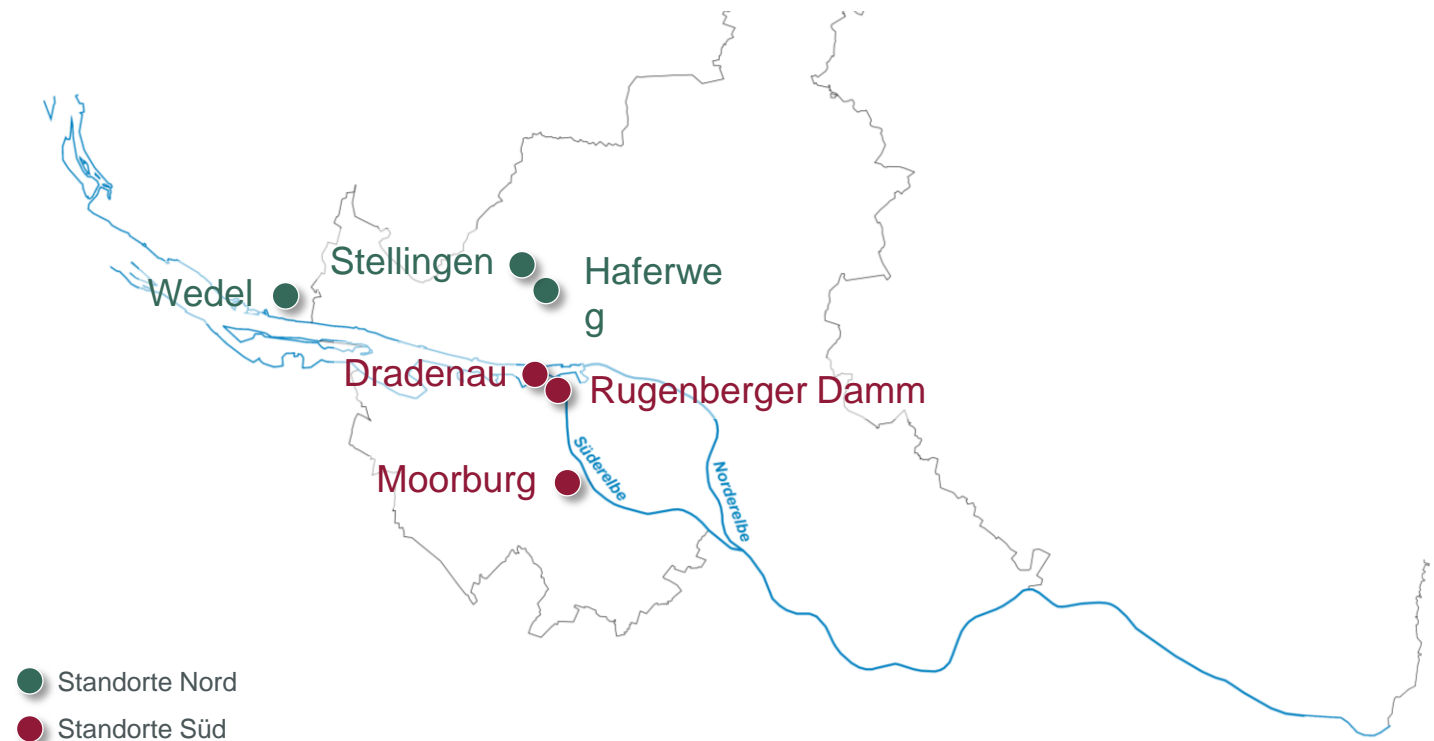 Stellingen
Haferwe
g
Wedel
Dradenau
Rugenberger Damm
Süderelbe
Norderelbe
Moorburg
Standorte Nord
Standorte Süd